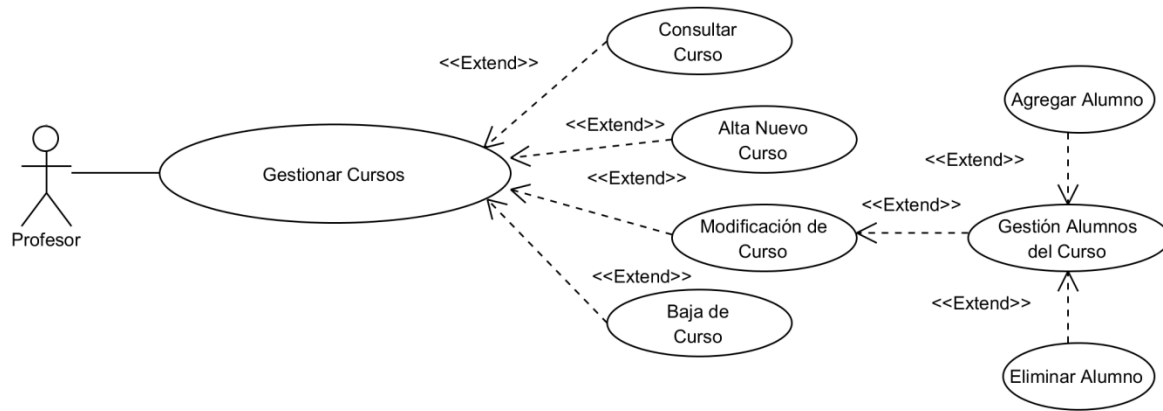 Consultar
Curso
<<Extend>>
Agregar Alumno
<<Extend>>
Alta Nuevo
Curso
<<Extend>>
Gestionar Cursos
<<Extend>>
<<Extend>>
Profesor
Modificación de
Curso
Gestión Alumnos
del Curso
<<Extend>>
<<Extend>>
Baja de
Curso
Eliminar Alumno